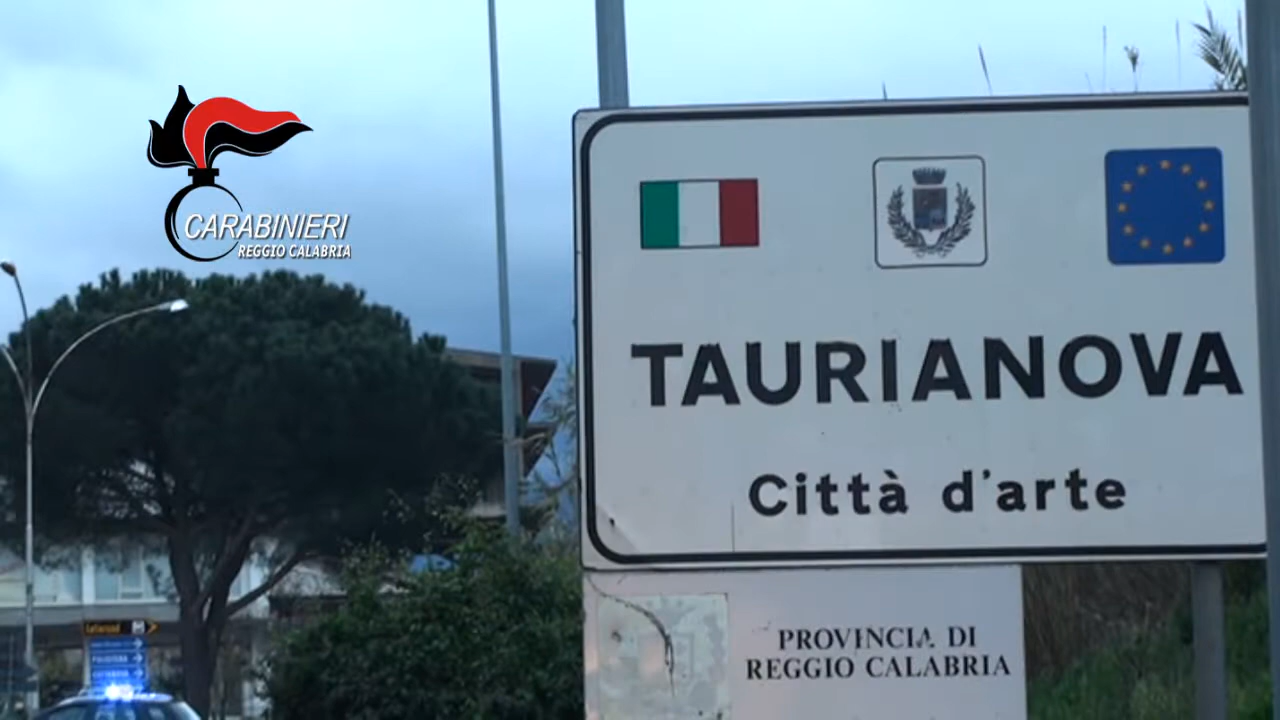 CARABINIERI
REGGIO CALABRIA
TAURIANOVA
Città d'arte
PROVINCIA DI
REGGIO CALABRIA